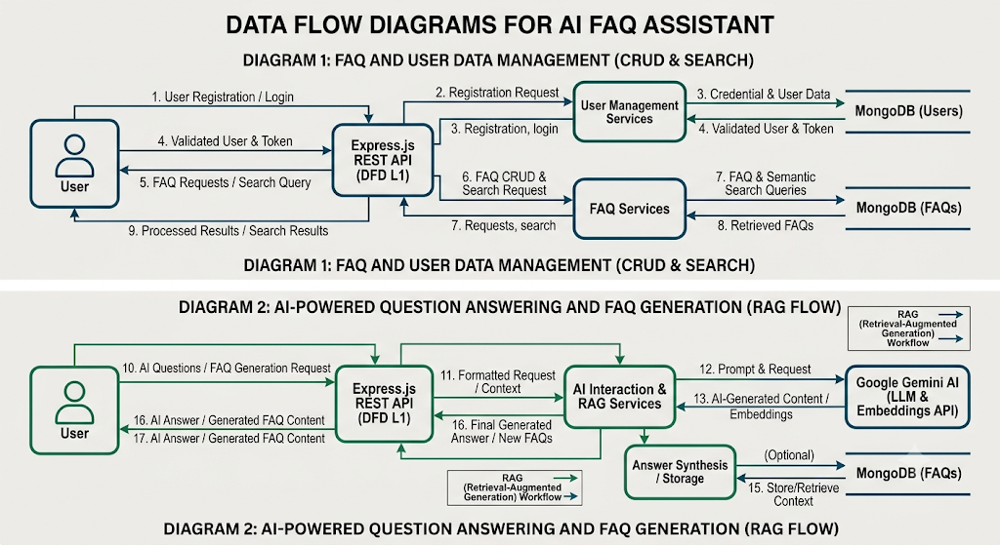 DATA FLOW DIAGRAMS FOR AI FAQ ASSISTANT
DIAGRAM 1: FAQ AND USER DATA MANAGEMENT (CRUD & SEARCH)
User
1. User Registration / Login
4. Validated User & Token
5. FAQ Requests / Search Query
9. Processed Results / Search Results
Express.js
REST API
(DFD L1)
2. Registration Request
3. Registration, login
6. FAQ CRUD &
Search Request
7. Requests, search
User Management
Services
FAQ Services
3. Credential & User Data
4. Validated User & Token
7. FAQ & Semantic
Search Queries
8. Retrieved FAQs
MongoDB (Users)
MongoDB (FAQs)
DIAGRAM 1: FAQ AND USER DATA MANAGEMENT (CRUD & SEARCH)
DIAGRAM 2: AI-POWERED QUESTION ANSWERING AND FAQ GENERATION (RAG FLOW)
RAG
(Retrieval-Augmented
Generation)
Workflow
User
10. AI Questions / FAQ Generation Request
16. AI Answer / Generated FAQ Content
17. AI Answer / Generated FAQ Content
Express.js
REST API
(DFD L1)
11. Formatted Request
/ Context
16. Final Generated
Answer / New FAQs
AI Interaction &
RAG Services
12. Prompt & Request
13. AI-Generated Content /
Embeddings
Google Gemini AI
(LLM &
Embeddings API)
Answer Synthesis
/ Storage
(Optional)
15. Store/Retrieve
Context
MongoDB (FAQs)
RAG
(Retrieval-Augmented
Generation) Workflow
DIAGRAM 2: AI-POWERED QUESTION ANSWERING AND FAQ GENERATION (RAG FLOW)